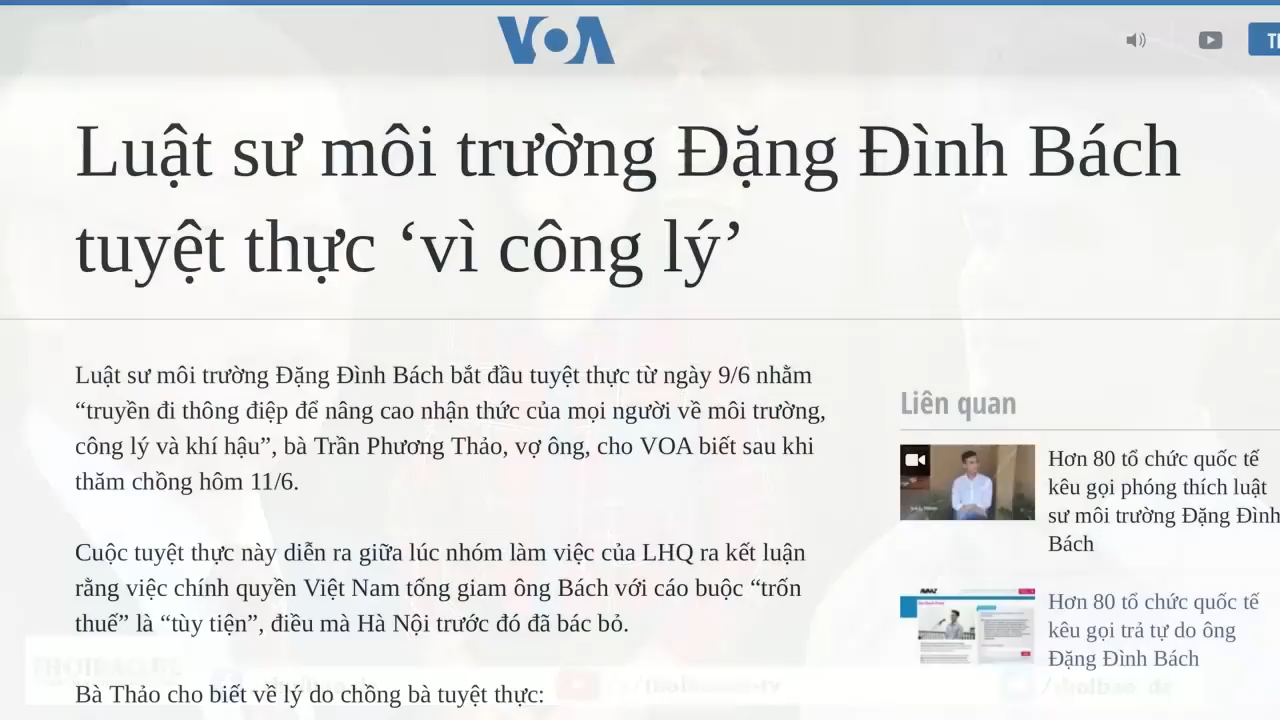 VOA
Luật sư môi trường Đặng Đình Bách
tuyệt thực ‘vì công lý’
Luật sư môi trường Đặng Đình Bách bắt đầu tuyệt thực từ ngày 9/6 nhằm
“truyền đi thông điệp để nâng cao nhận thức của mọi người về môi trường,
công lý và khí hậu”, bà Trần Phương Thảo, vợ ông, cho VOA biết sau khi
thăm chồng hôm 11/6.
Cuộc tuyệt thực này diễn ra giữa lúc nhóm làm việc của LHQ ra kết luận
rằng việc chính quyền Việt Nam tống giam ông Bách với cáo buộc “trốn
thuế” là “tùy tiện”, điều mà Hà Nội trước đó đã bác bỏ.
Bà Thảo cho biết về lý do chồng bà tuyệt thực:
Liên quan
Hơn 80 tổ chức quốc tế
kêu gọi phóng thích luật
sư môi trường Đặng Đình
Bách
Hơn 80 tổ chức quốc tế
kêu gọi trả tự do ông
Đặng Đình Bách